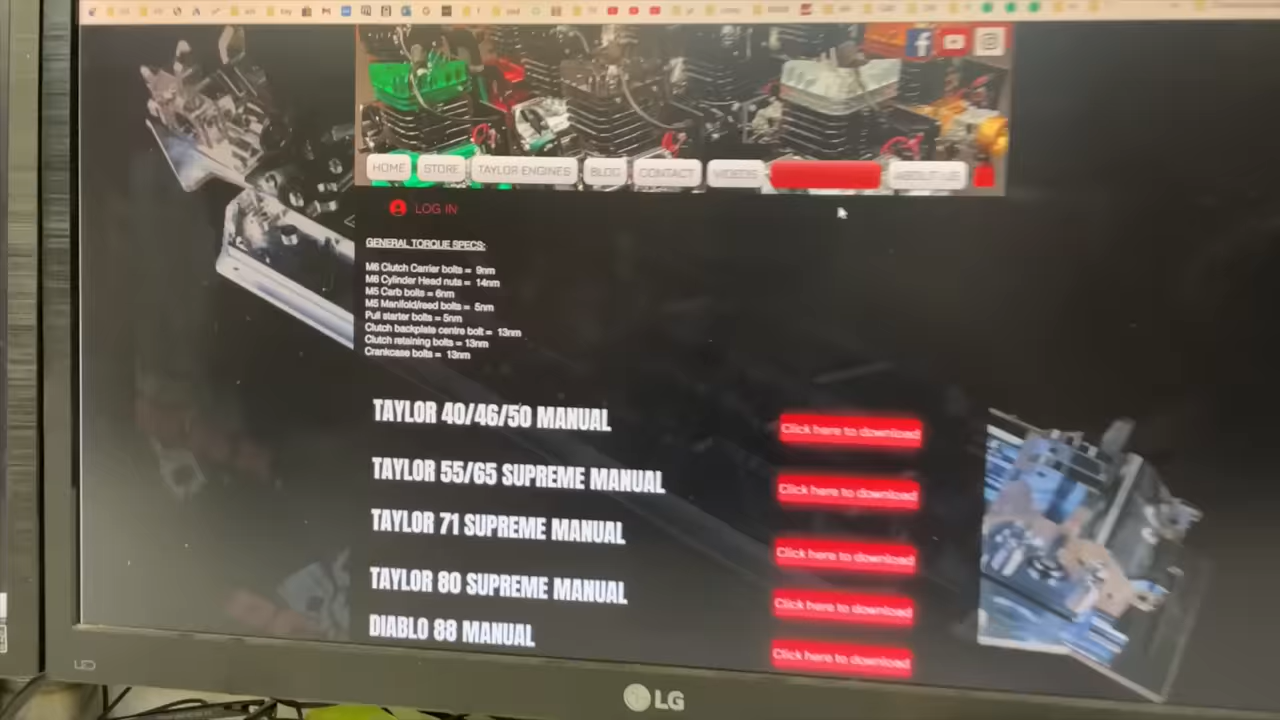 HOME STORE TAYLOR ENGINES BLOG CONTACT VIDEOS ABOUT US
LOG IN
GENERAL TORQUE SPECS:
M6 Clutch Carrier bolts = 9nm
M6 Cylinder Head nuts = 14nm
M5 Carb bolts = 6nm
M5 Manifold/reed bolts = 5nm
Pull starter bolts = 5nm
Clutch backplate centre bolt = 13nm
Clutch retaining bolts = 13nm
Crankcase bolts = 13nm
TAYLOR 40/46/50 MANUAL Click here to download
TAYLOR 55/65 SUPREME MANUAL Click here to download
TAYLOR 71 SUPREME MANUAL Click here to download
TAYLOR 80 SUPREME MANUAL Click here to download
DIABLO 88 MANUAL Click here to download
LED
LG